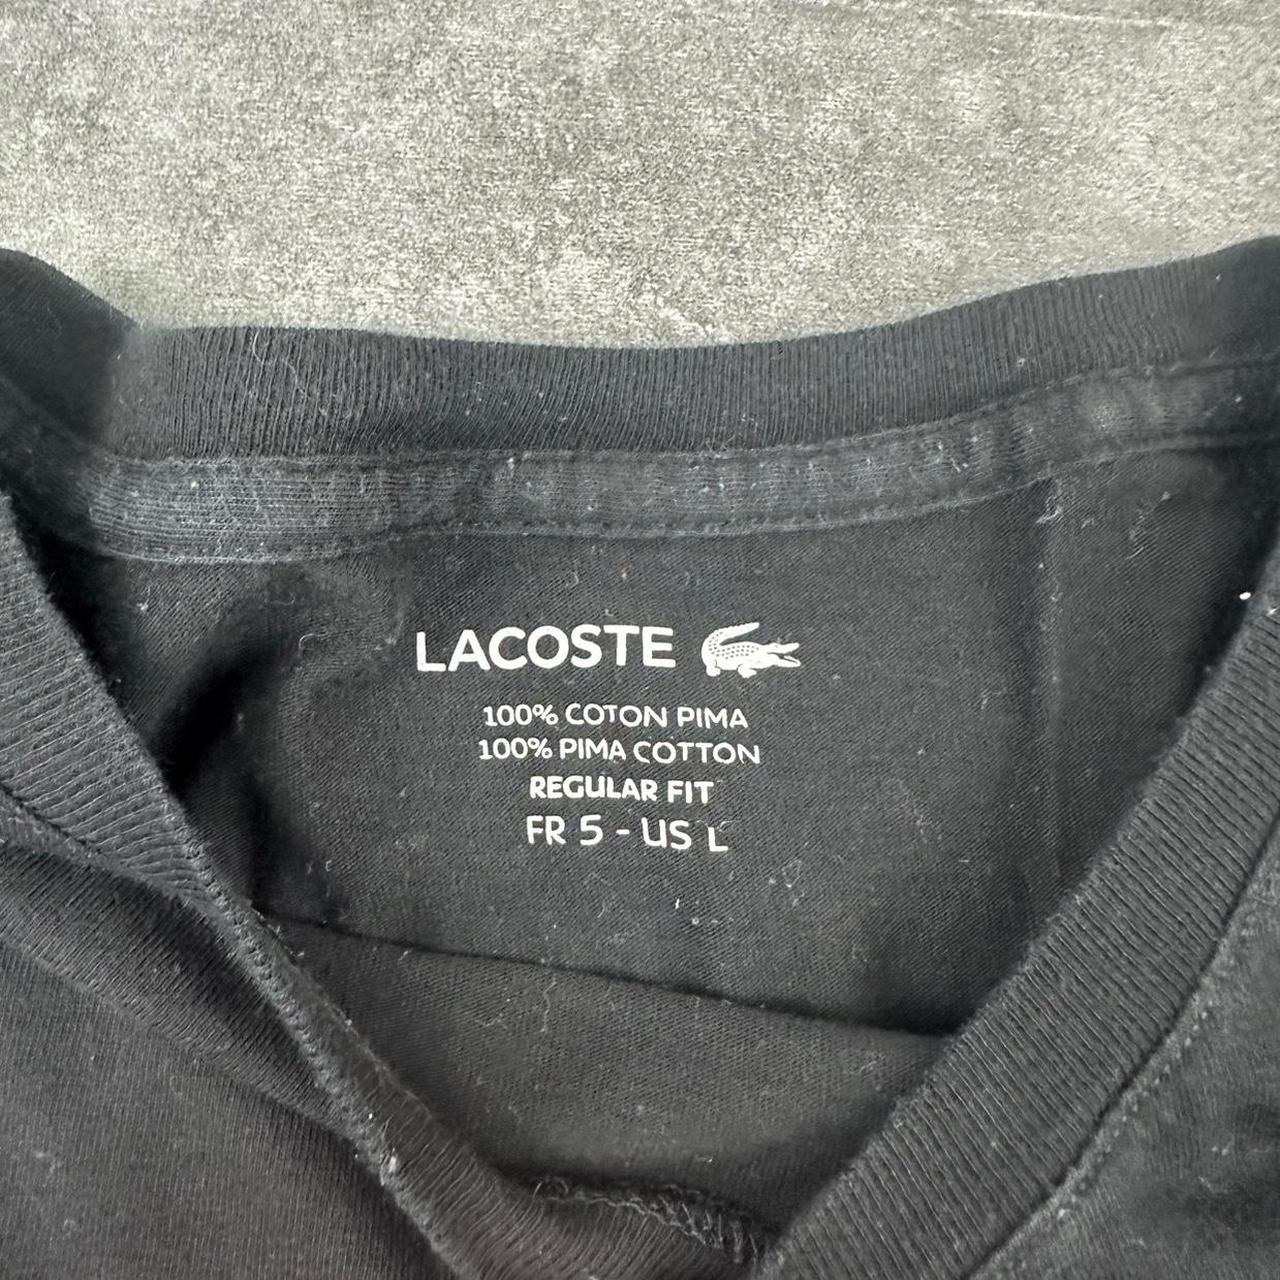 LACOSTE
100% COTON PIMA
100% PIMA COTTON
REGULAR FIT
FR 5 - US L